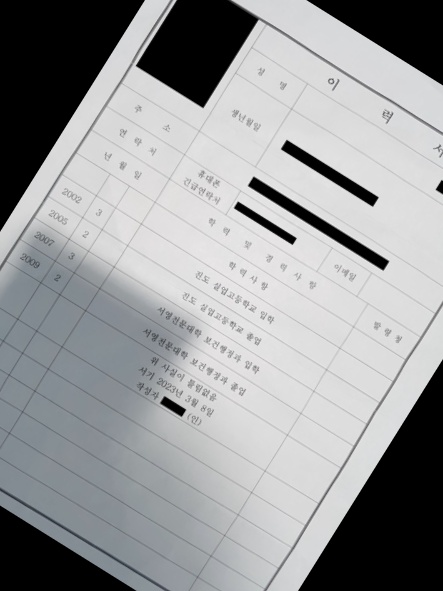 이 력 서
성 명
생년월일
주 소
연 락 처
휴대폰
긴급연락처
이메일
년 월 일
학 력 및 경 력 사 항
발 령 청
학 력 사 항
2002 3 진도 실업고등학교 입학
2005 2 진도 실업고등학교 졸업
2007 3 서영전문대학 보건행정과 입학
2009 2 서영전문대학 보건행정과 졸업
위 사실이 틀림없음
서기 2023년 3월 8일
작성자 (인)